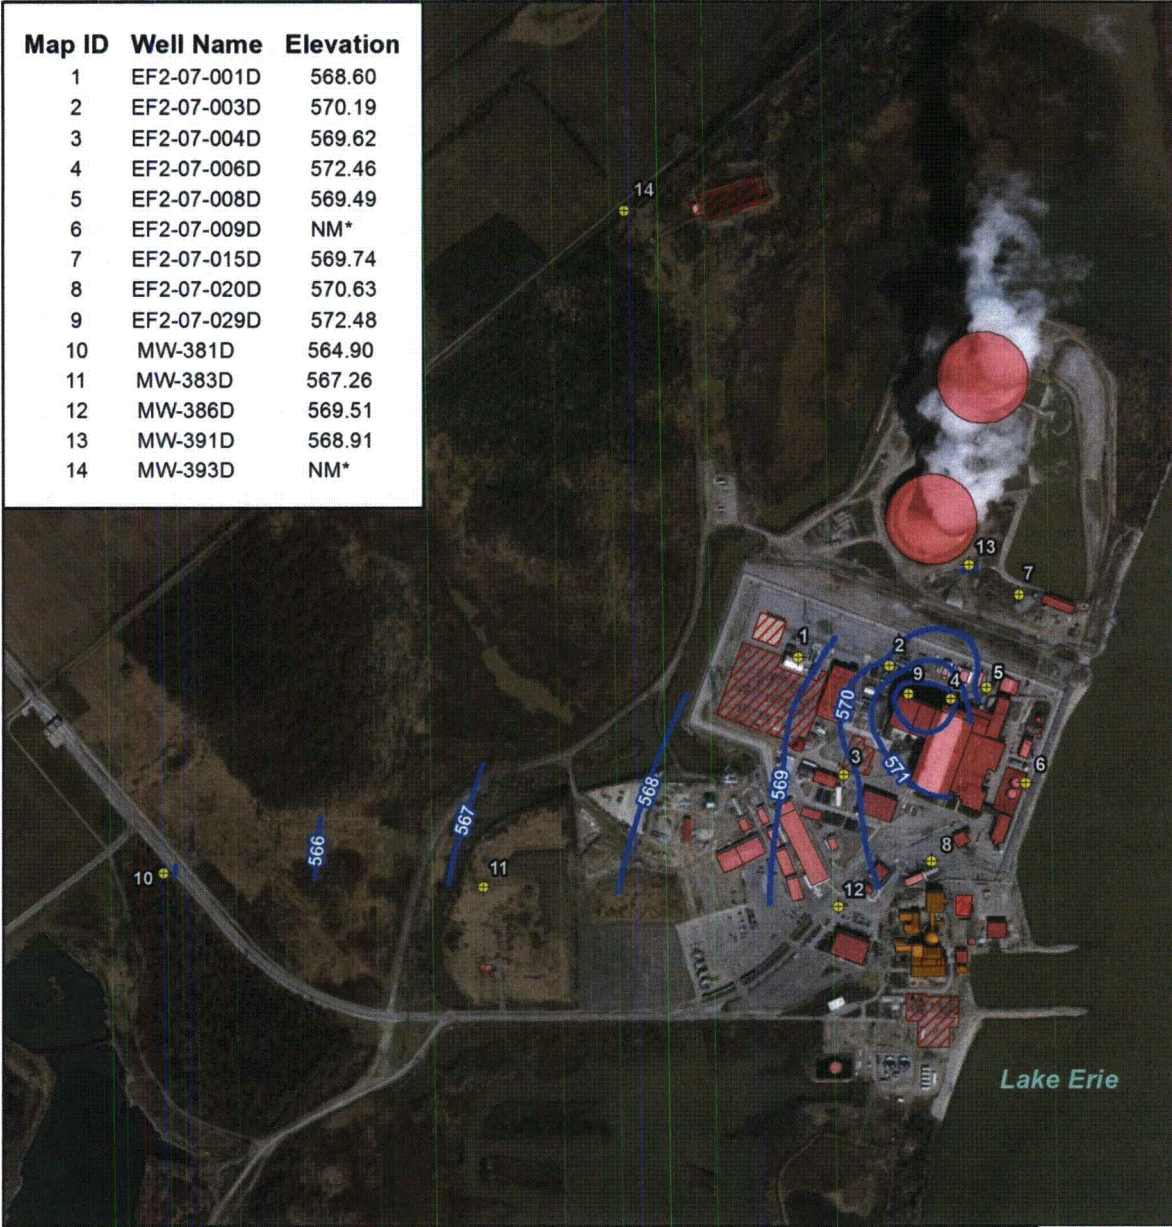 Map ID Well Name Elevation
1 EF2-07-001D 568.60
2 EF2-07-003D 570.19
3 EF2-07-004D 569.62
4 EF2-07-006D 572.46
5 EF2-07-008D 569.49
6 EF2-07-009D NM*
7 EF2-07-015D 569.74
8 EF2-07-020D 570.63
9 EF2-07-029D 572.48
10 MW-381D 564.90
11 MW-383D 567.26
12 MW-386D 569.51
13 MW-391D 568.91
14 MW-393D NM*
14
13
7
1
2
9
4
5
570
3
571
6
569
568
567
566
8
11
10
12
Lake Erie